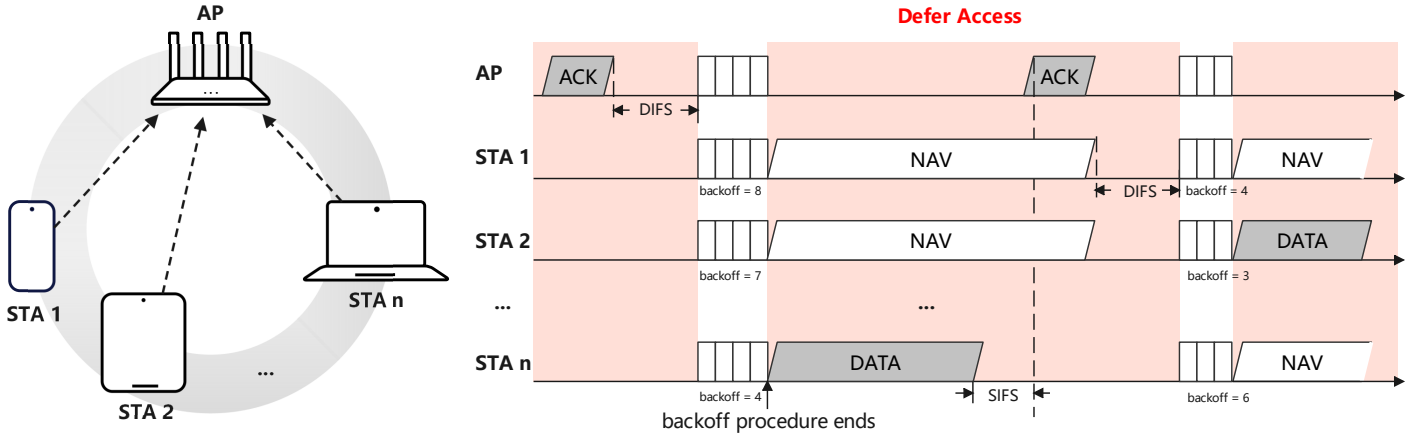 AP
...
STA 1
STA 2
STA n
...
Defer Access
AP
ACK
ACK
DIFS
STA 1
NAV
NAV
backoff = 8
DIFS
backoff = 4
STA 2
NAV
DATA
backoff = 7
backoff = 3
...
...
STA n
DATA
NAV
backoff = 4
SIFS
backoff = 6
backoff procedure ends